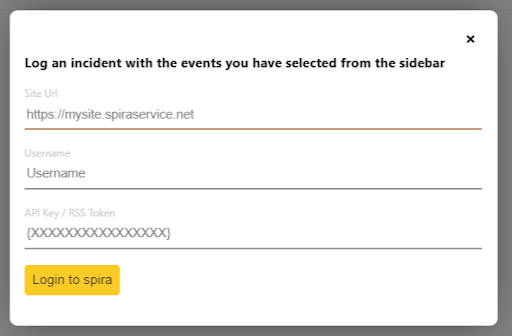 ×
Log an incident with the events you have selected from the sidebar
Site Url
https://mysite.spiraservice.net
Username
Username
API Key / RSS Token
{XXXXXXXXXXXXXXXX}
Login to spira